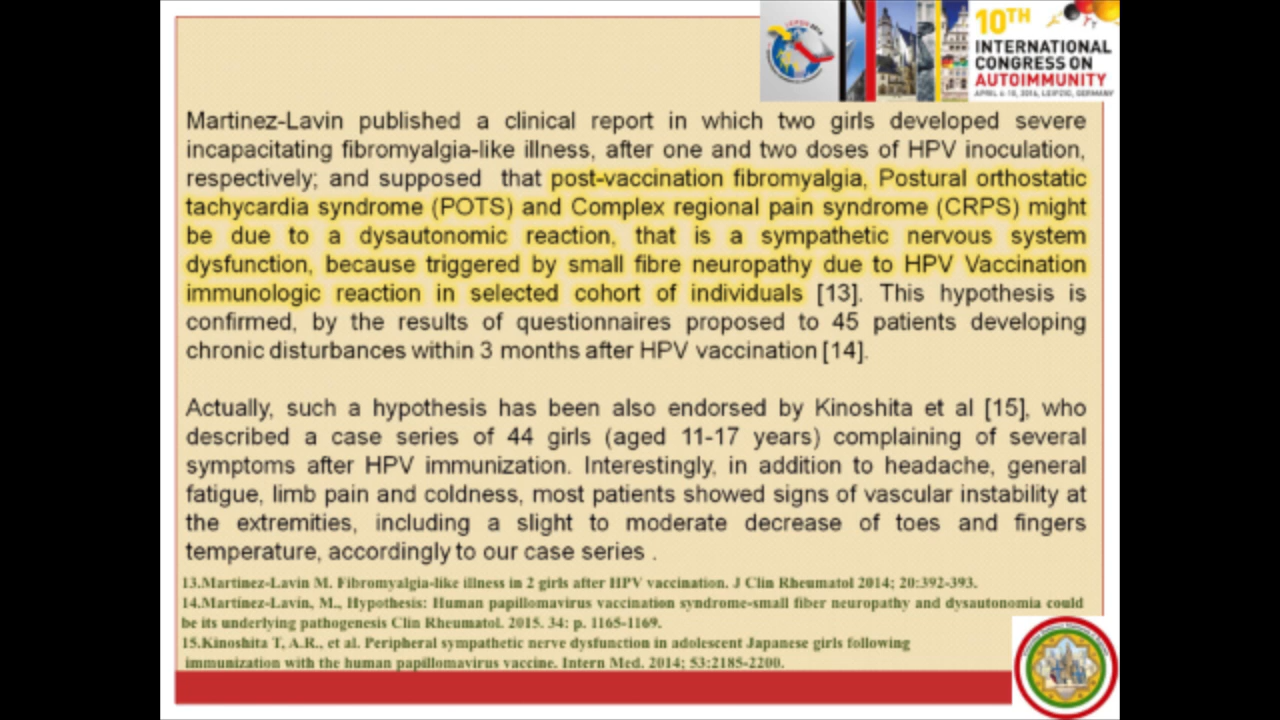 10TH
INTERNATIONAL
CONGRESS ON
AUTOIMMUNITY
APRIL 6-10, 2016, LEIPZIG, GERMANY
Martinez-Lavin published a clinical report in which two girls developed severe
incapacitating fibromyalgia-like illness, after one and two doses of HPV inoculation,
respectively; and supposed that post-vaccination fibromyalgia, Postural orthostatic
tachycardia syndrome (POTS) and Complex regional pain syndrome (CRPS) might
be due to a dysautonomic reaction, that is a sympathetic nervous system
dysfunction, because triggered by small fibre neuropathy due to HPV Vaccination
immunologic reaction in selected cohort of individuals [13]. This hypothesis is
confirmed, by the results of questionnaires proposed to 45 patients developing
chronic disturbances within 3 months after HPV vaccination [14].
Actually, such a hypothesis has been also endorsed by Kinoshita et al [15], who
described a case series of 44 girls (aged 11-17 years) complaining of several
symptoms after HPV immunization. Interestingly, in addition to headache, general
fatigue, limb pain and coldness, most patients showed signs of vascular instability at
the extremities, including a slight to moderate decrease of toes and fingers
temperature, accordingly to our case series .
13.Martinez-Lavin M. Fibromyalgia-like illness in 2 girls after HPV vaccination. J Clin Rheumatol 2014; 20:392-393.
14.Martínez-Lavín, M., Hypothesis: Human papillomavirus vaccination syndrome-small fiber neuropathy and dysautonomia could
be its underlying pathogenesis Clin Rheumatol. 2015. 34: p. 1165-1169.
15.Kinoshita T, A.R., et al. Peripheral sympathetic nerve dysfunction in adolescent Japanese girls following
immunization with the human papillomavirus vaccine. Intern Med. 2014; 53:2185-2200.